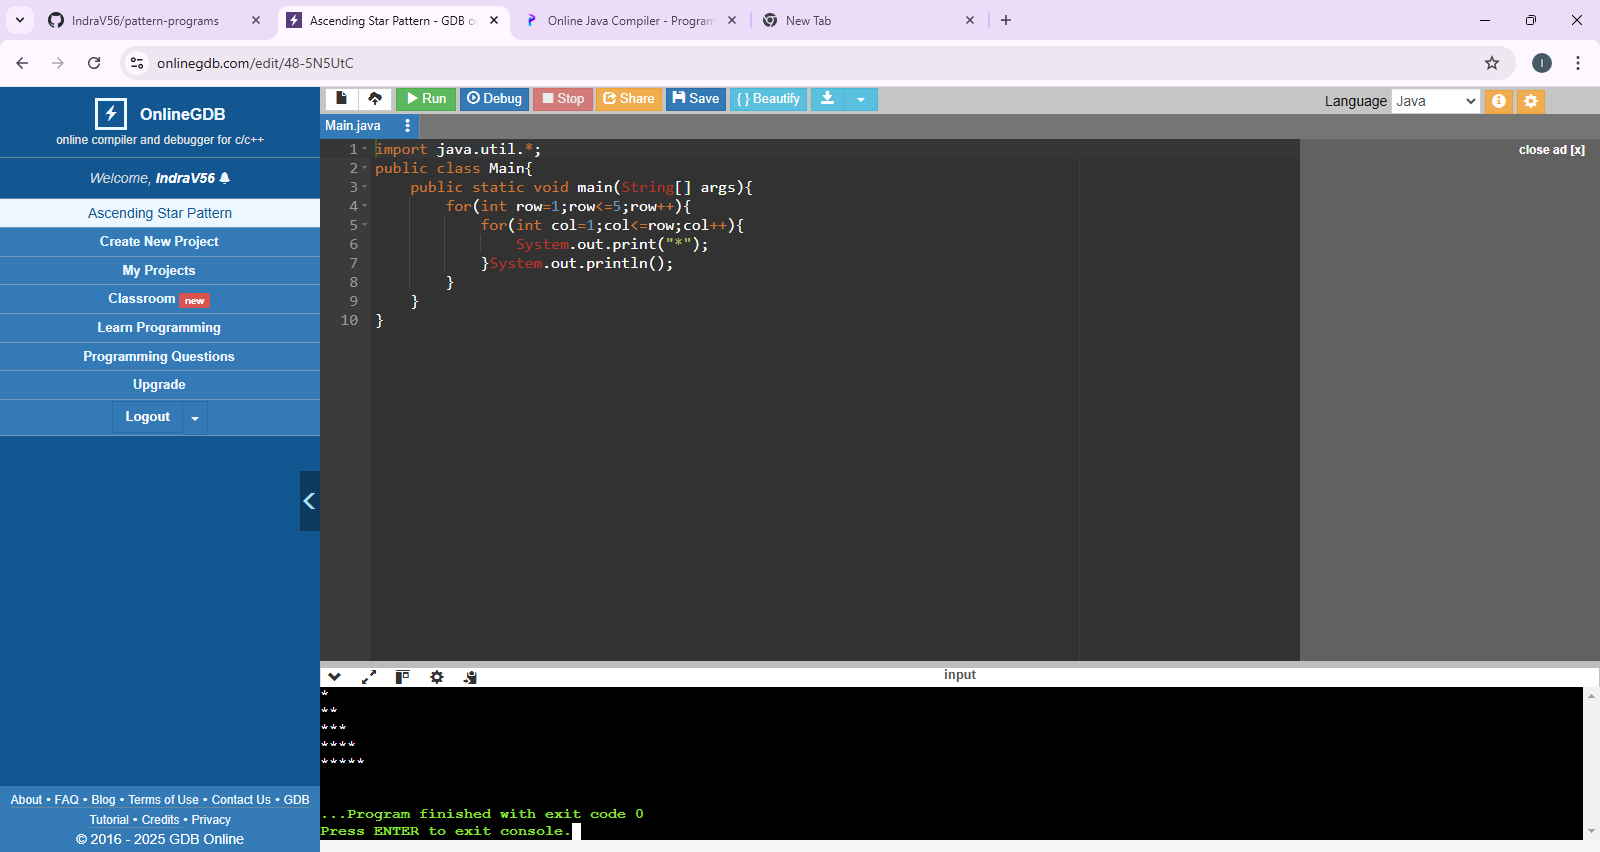 IndraV56/pattern-programs
Ascending Star Pattern - GDB o
Online Java Compiler - Program
New Tab
onlinegdb.com/edit/48-5N5UtC
I
OnlineGDB
online compiler and debugger for c/c++
Welcome, IndraV56
Ascending Star Pattern
Create New Project
My Projects
Classroom new
Learn Programming
Programming Questions
Upgrade
Logout
About • FAQ • Blog • Terms of Use • Contact Us • GDB
Tutorial • Credits • Privacy
© 2016 - 2025 GDB Online
Run Debug Stop Share Save { } Beautify
Language Java
Main.java
close ad [x]
1 import java.util.*;
2 public class Main{
3     public static void main(String[] args){
4         for(int row=1;row<=5;row++){
5             for(int col=1;col<=row;col++){
6                 System.out.print("*");
7             }System.out.println();
8         }
9     }
10 }
input
*
**
***
****
*****
...Program finished with exit code 0
Press ENTER to exit console.